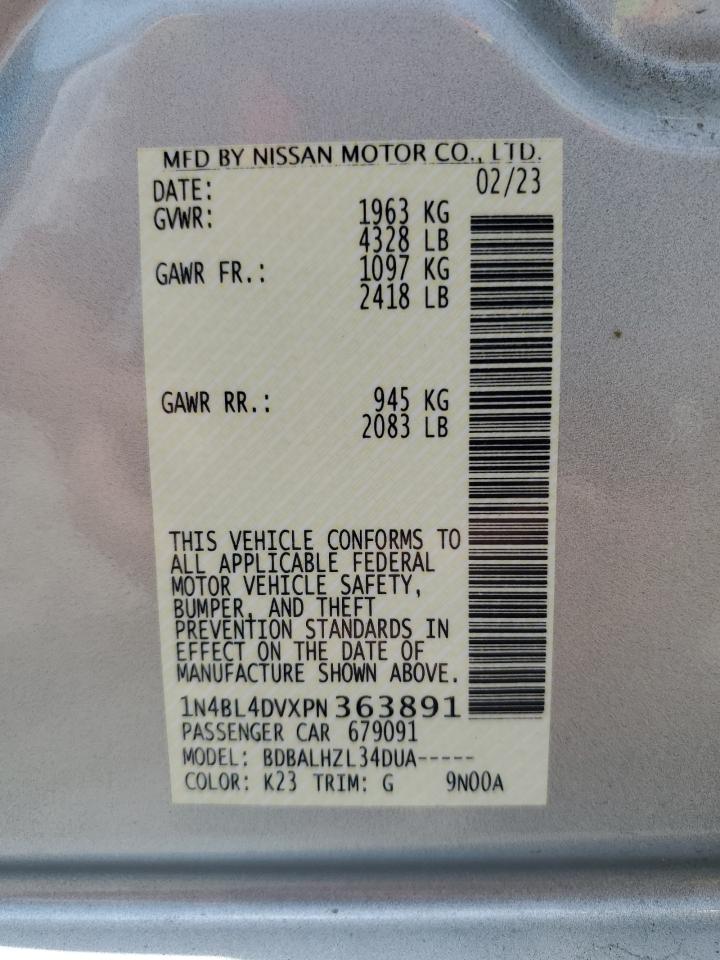 MFD BY NISSAN MOTOR CO., LTD.
DATE: 02/23
GVWR: 1963 KG
4328 LB
GAWR FR.: 1097 KG
2418 LB
GAWR RR.: 945 KG
2083 LB
THIS VEHICLE CONFORMS TO
ALL APPLICABLE FEDERAL
MOTOR VEHICLE SAFETY,
BUMPER, AND THEFT
PREVENTION STANDARDS IN
EFFECT ON THE DATE OF
MANUFACTURE SHOWN ABOVE.
1N4BL4DVXPN363891
PASSENGER CAR 679091
MODEL: BDBALHZL34DUA-----
COLOR: K23 TRIM: G 9N00A